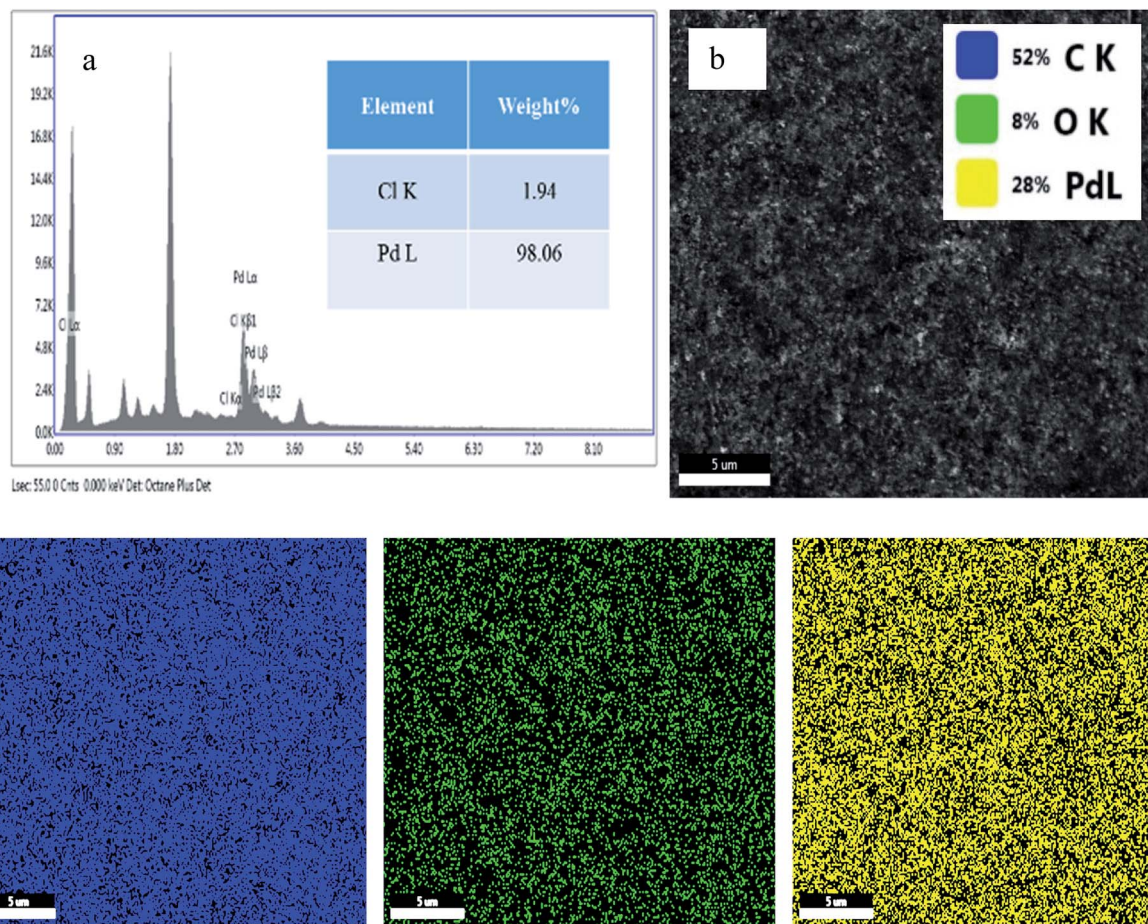 a
21.6K
19.2K
16.8K
14.4K
12.0K
9.6K
7.2K
4.8K
2.4K
0.0K
0.00 0.90 1.80 2.70 3.60 4.50 5.40 6.30 7.20 8.10
Cl Lα
Pd Lα
Cl Kβ1
Pd Lβ
Cl Kα
Pd Lβ2
Element Weight%
Cl K 1.94
Pd L 98.06
Lsec: 55.0 0 Cnts 0.000 keV Det: Octane Plus Det
b
52% C K
8% O K
28% PdL
5 um
5 um
5 um
5 um